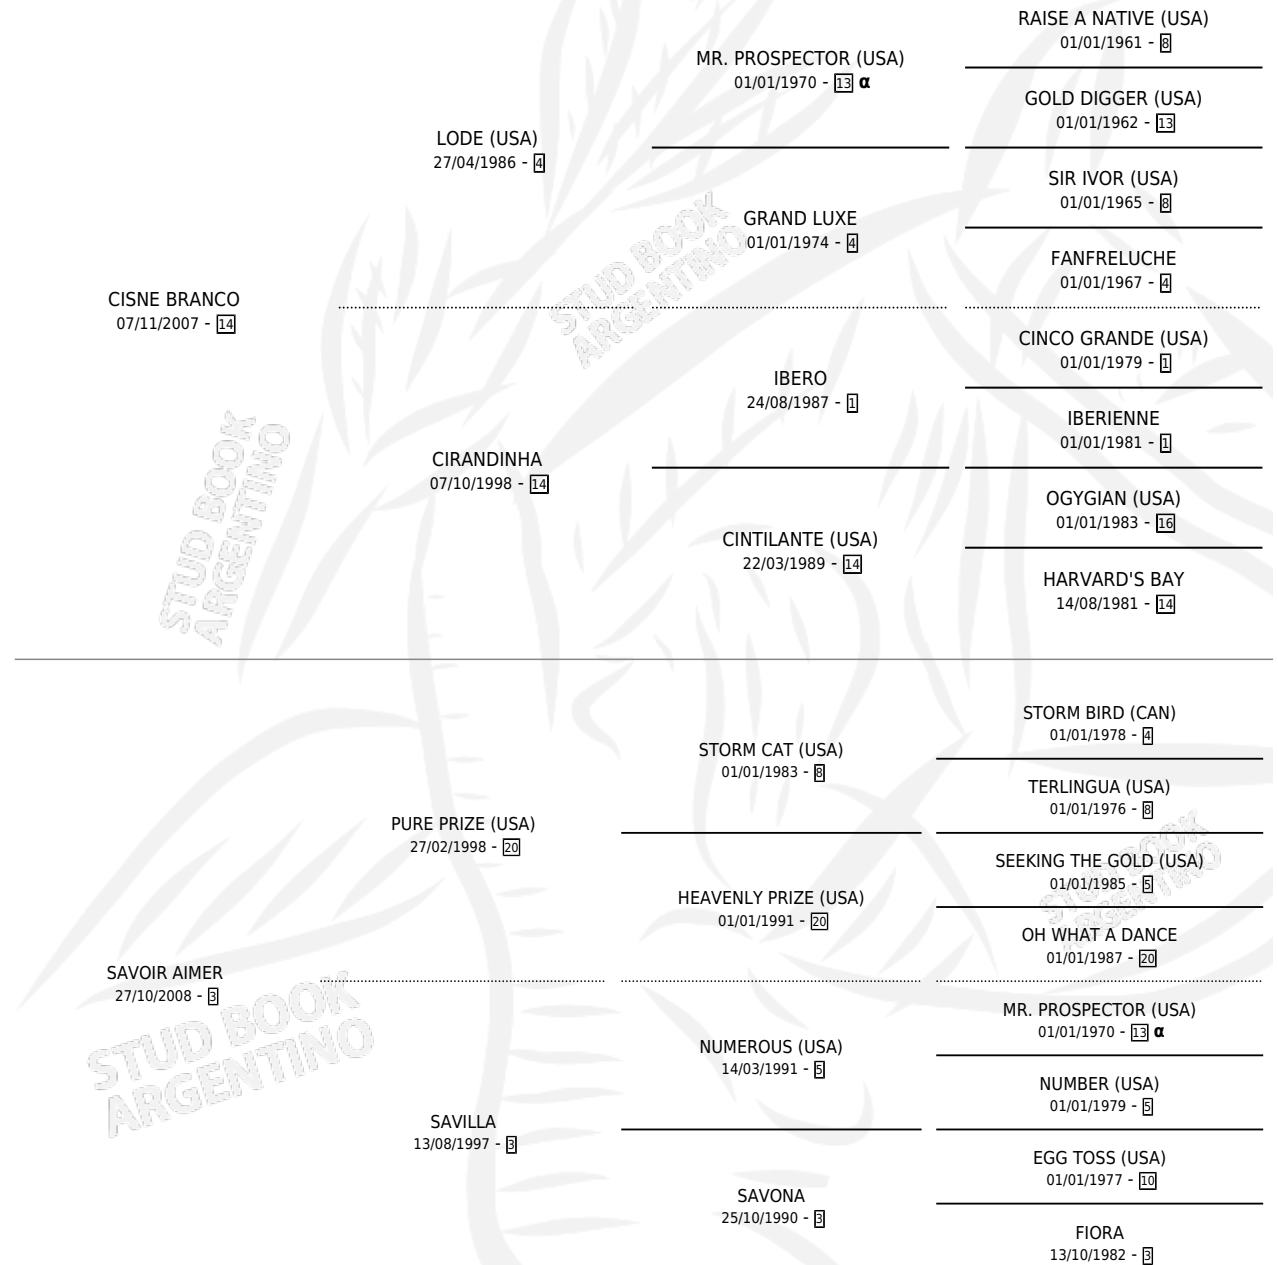 RAISE A NATIVE (USA)
01/01/1961 - 8
MR. PROSPECTOR (USA)
01/01/1970 - 13 α
GOLD DIGGER (USA)
01/01/1962 - 13
LODE (USA)
27/04/1986 - 4
SIR IVOR (USA)
01/01/1965 - 8
GRAND LUXE
01/01/1974 - 4
FANFRELUCHE
01/01/1967 - 4
STUD BOOK
ARGENTINO
CISNE BRANCO
07/11/2007 - 14
CINCO GRANDE (USA)
01/01/1979 - 1
IBERO
24/08/1987 - 1
IBERIENNE
01/01/1981 - 1
CIRANDINHA
07/10/1998 - 14
OGYGIAN (USA)
01/01/1983 - 16
CINTILANTE (USA)
22/03/1989 - 14
HARVARD'S BAY
14/08/1981 - 14
STUD BOOK
ARGENTINO
STORM BIRD (CAN)
01/01/1978 - 4
STORM CAT (USA)
01/01/1983 - 8
TERLINGUA (USA)
01/01/1976 - 8
PURE PRIZE (USA)
27/02/1998 - 20
SEEKING THE GOLD (USA)
01/01/1985 - 5
STUD BOOK
ARGENTINO
HEAVENLY PRIZE (USA)
01/01/1991 - 20
OH WHAT A DANCE
01/01/1987 - 20
SAVOIR AIMER
27/10/2008 - 3
STUD BOOK
ARGENTINO
MR. PROSPECTOR (USA)
01/01/1970 - 13 α
NUMEROUS (USA)
14/03/1991 - 5
NUMBER (USA)
01/01/1979 - 5
SAVILLA
13/08/1997 - 3
EGG TOSS (USA)
01/01/1977 - 10
SAVONA
25/10/1990 - 3
FIORA
13/10/1982 - 3